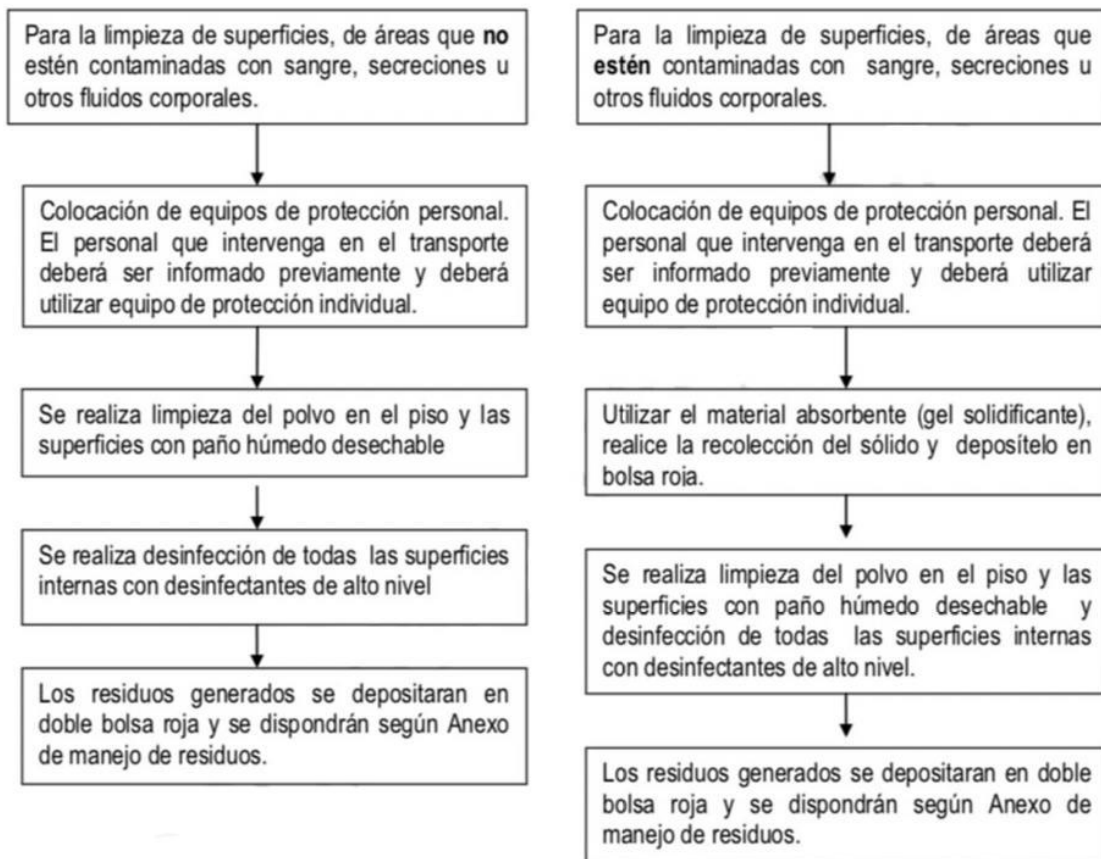 Para la limpieza de superficies, de áreas que no
estén contaminadas con sangre, secreciones u
otros fluidos corporales.
Colocación de equipos de protección personal.
El personal que intervenga en el transporte
deberá ser informado previamente y deberá
utilizar equipo de protección individual.
Se realiza limpieza del polvo en el piso y las
superficies con paño húmedo desechable
Se realiza desinfección de todas las superficies
internas con desinfectantes de alto nivel
Los residuos generados se depositaran en
doble bolsa roja y se dispondrán según Anexo
de manejo de residuos.
Para la limpieza de superficies, de áreas que
estén contaminadas con sangre, secreciones u
otros fluidos corporales.
Colocación de equipos de protección personal. El
personal que intervenga en el transporte deberá
ser informado previamente y deberá utilizar
equipo de protección individual.
Utilizar el material absorbente (gel solidificante),
realice la recolección del sólido y deposítelo en
bolsa roja.
Se realiza limpieza del polvo en el piso y las
superficies con paño húmedo desechable y
desinfección de todas las superficies internas
con desinfectantes de alto nivel.
Los residuos generados se depositaran en doble
bolsa roja y se dispondrán según Anexo de
manejo de residuos.